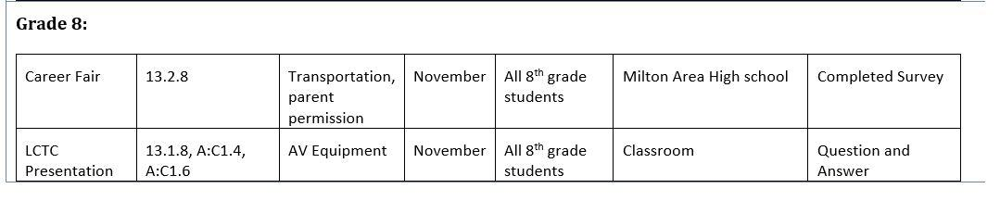 Grade 8:
Career Fair 13.2.8 Transportation, November All 8th grade Milton Area High school Completed Survey
parent students
permission
LCTC 13.1.8, A:C1.4, AV Equipment November All 8th grade Classroom Question and
Presentation A:C1.6 students Answer